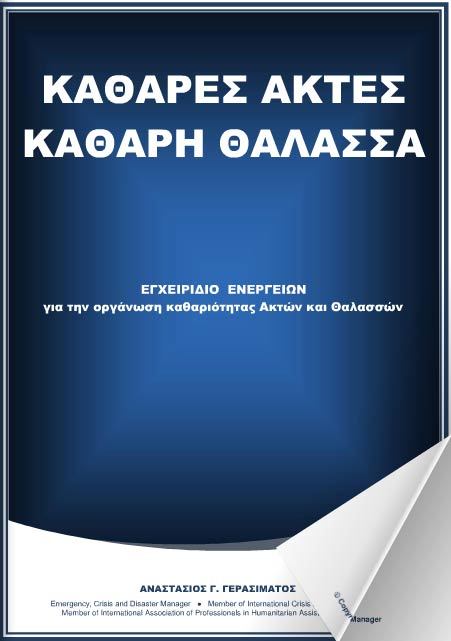 ΚΑΘΑΡΕΣ ΑΚΤΕΣ
ΚΑΘΑΡΗ ΘΑΛΑΣΣΑ
ΕΓΧΕΙΡΙΔΙΟ ΕΝΕΡΓΕΙΩΝ
για την οργάνωση καθαριότητας Ακτών και Θαλασσών
ΑΝΑΣΤΑΣΙΟΣ Γ. ΓΕΡΑΣΙΜΑΤΟΣ
Emergency, Crisis and Disaster Manager ● Member of International Crisis Manager
Member of International Association of Professionals in Humanitarian
©